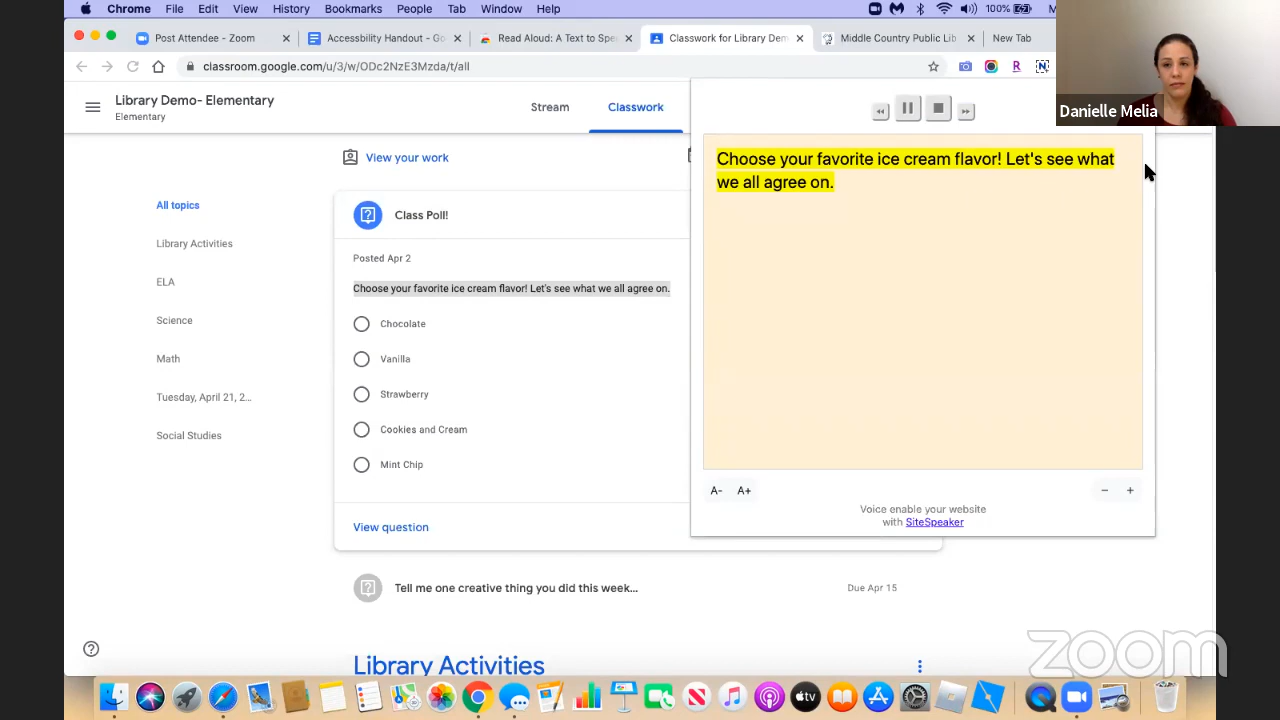 Chrome File Edit View History Bookmarks People Tab Window Help 100% M
Post Attendee - Zoom
Accessibility Handout - Go
Read Aloud: A Text to Spe
Classwork for Library Dem
Middle Country Public Lib
New Tab
classroom.google.com/u/3/w/ODc2NzE3Mzda/t/all
Danielle Melia
Library Demo- Elementary
Elementary
Stream
Classwork
View your work
All topics
Library Activities
ELA
Science
Math
Tuesday, April 21, 2...
Social Studies
Class Poll!
Posted Apr 2
Choose your favorite ice cream flavor! Let's see what we all agree on.
Chocolate
Vanilla
Strawberry
Cookies and Cream
Mint Chip
View question
Choose your favorite ice cream flavor! Let's see what
we all agree on.
A- A+
− +
Voice enable your website
with SiteSpeaker
Tell me one creative thing you did this week...
Due Apr 15
Library Activities
zoom
tv